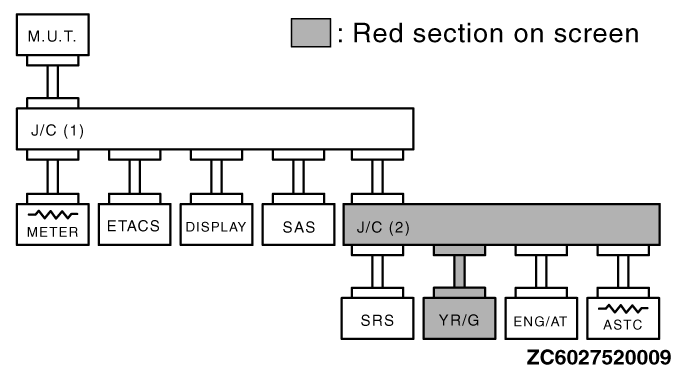 M.U.T.
: Red section on screen
J/C (1)
METER
ETACS
DISPLAY
SAS
J/C (2)
SRS
YR/G
ENG/AT
ASTC
ZC6027520009